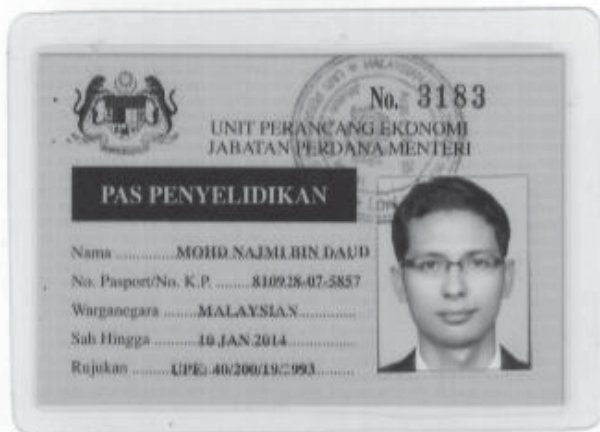 No. 3183
UNIT PERANCANG EKONOMI
JABATAN PERDANA MENTERI
PAS PENYELIDIKAN
Nama ............. MOHD NAJMI BIN DAUD
No. Pasport/No. K.P. ......... 810928-07-5857
Warganegara ......... MALAYSIAN
Sah Hingga ......... 10 JAN 2014
Rujukan ......... UPE: 40/200/19/2993